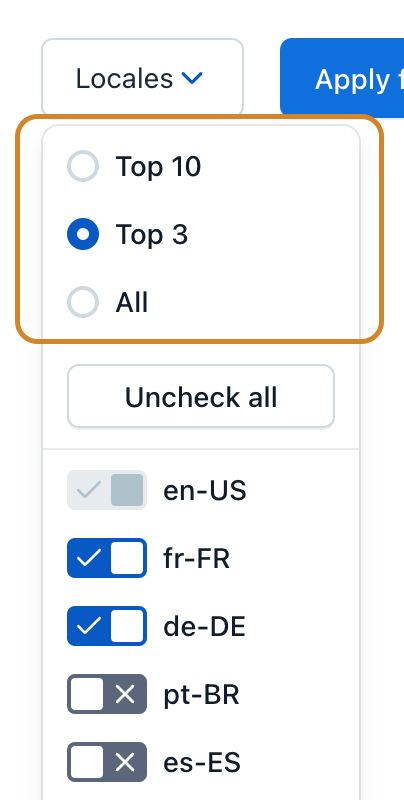 Locales
Apply f
Top 10
Top 3
All
Uncheck all
en-US
fr-FR
de-DE
pt-BR
es-ES